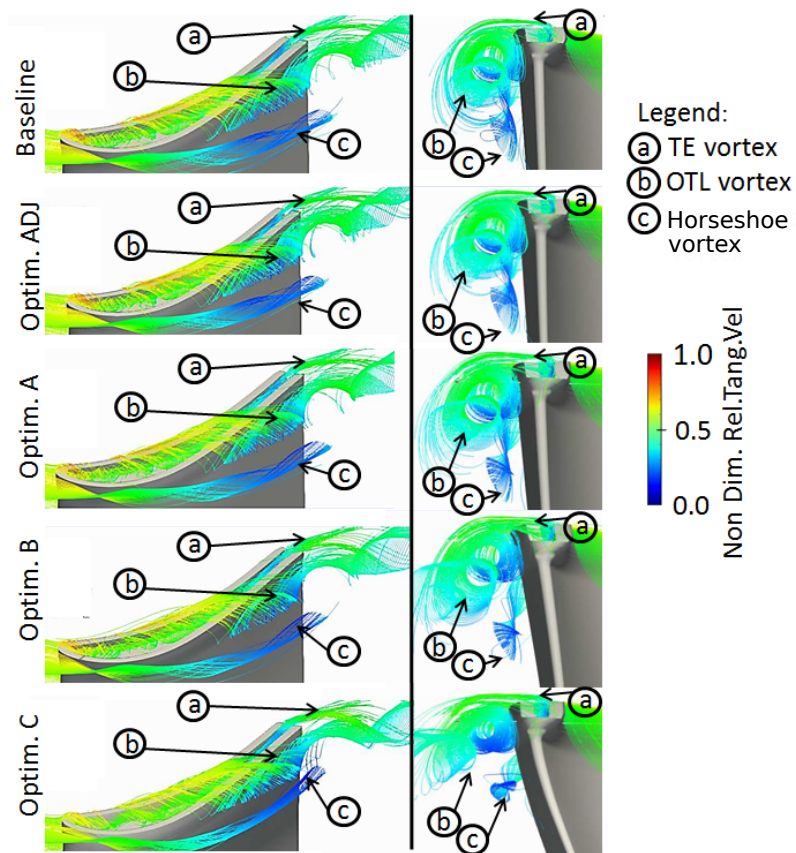 Baseline
a
b
c
a
b
c
Legend:
a TE vortex
b OTL vortex
c Horseshoe
vortex
Optim. ADJ
a
b
c
a
b
c
Optim. A
a
b
c
a
b
c
1.0
0.5
0.0
Non Dim. Rel.Tang.Vel
Optim. B
a
b
c
a
b
c
Optim. C
a
b
c
a
b
c